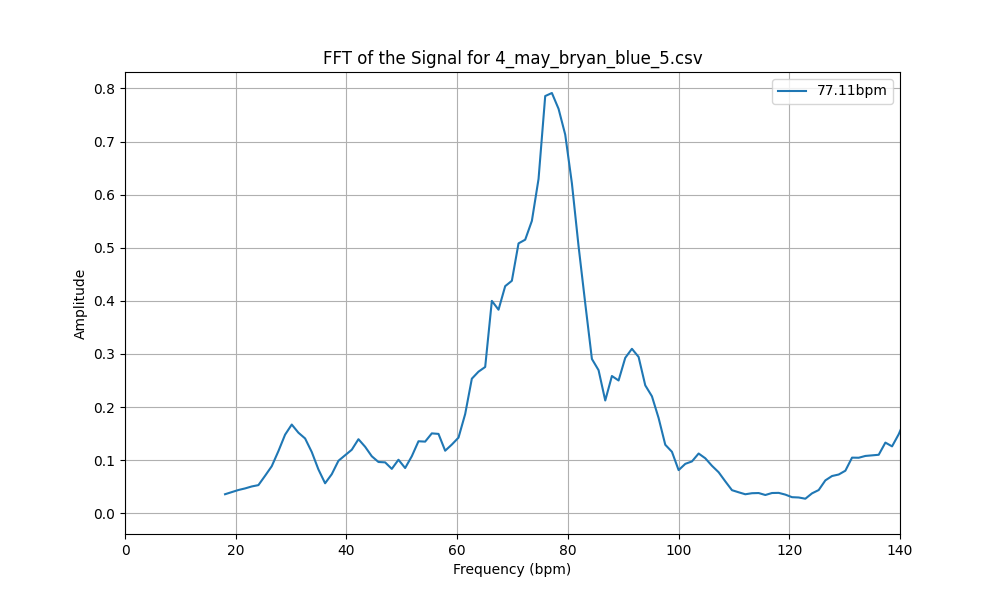 FFT of the Signal for 4_may_bryan_blue_5.csv
77.11bpm
Amplitude
0.8
0.7
0.6
0.5
0.4
0.3
0.2
0.1
0.0
0 20 40 60 80 100 120 140
Frequency (bpm)